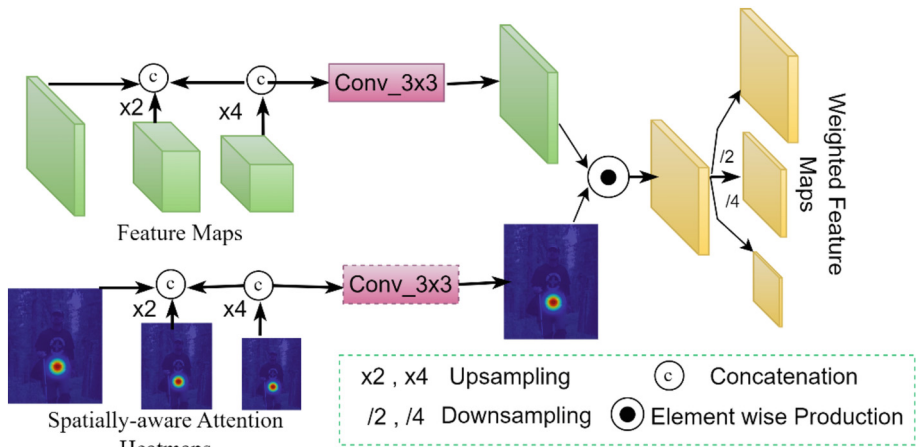 c
c
Conv_3x3
x2
x4
Feature Maps
/2
/4
Weighted Feature
Maps
c
c
Conv_3x3
x2
x4
Spatially-aware Attention
x2 , x4 Upsampling
c Concatenation
/2 , /4 Downsampling
Element wise Production